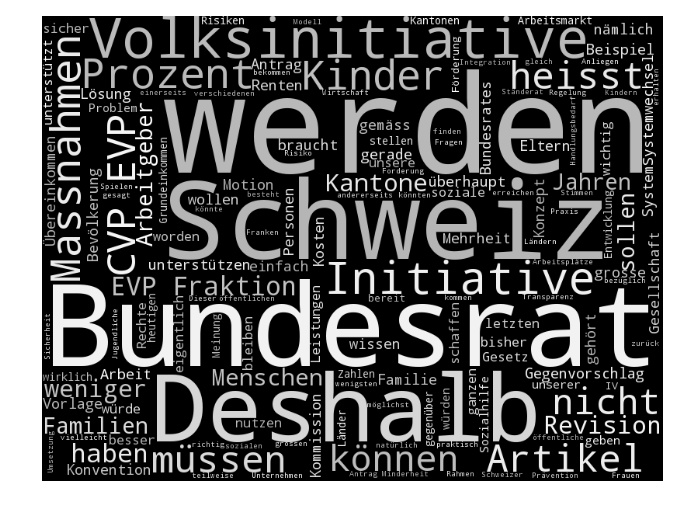 sicher
Risiken
Modell
Kantonen
Arbeitsmarkt
nämlich
Volksinitiative
unterstützt
Massnahmen
Prozent
Antrag
bekommen
Renten
Kinder
Förderung
Integration
gleich
Anliegen
Beispiel
heisst
Lösung
einerseits
verschiedenen
Wirtschaft
Ständerat
Regelung
Kindern
Problem
werden
Handlungsbedarf
wichtig
System
Systemwechsel
Übereinkommen
Bevölkerung
CVP EVP
Arbeitgeber
Grundeinkommen
braucht
Risiko
gemäss
stellen
gerade
unsere
Forderung
finden
Fragen
Bundesrates
Eltern
Spielen
gesagt
Motion
wollen
könnte
besteht
Franken
worden
Schweiz
Personen
Kosten
Kantone
andererseits
könnten
überhaupt
soziale
erreichen
Konzept
Jahren
Stimmen
Praxis
Ländern
Mehrheit
Entwicklung
sollen
Gesellschaft
unterstützen
einfach
Arbeitsplätze
bezüglich
grosse
EVP Fraktion
Initiative
Dieser
öffentlichen
bereit
kommen
Transparenz
Sicherheit
Jugendliche
Rechte
heutigen
eigentlich
Meinung
bleiben
Leistungen
Bundesrat
wissen
schaffen
letzten
bisher
Gesetz
gehört
zurück
wirklich
Arbeit
weniger
Vorlage
würde
Deshalb
Menschen
Zahlen
wenigsten
Familie
möglichst
gegenüber
würden
ganzen
Sozialhilfe
Gegenvorschlag
unserer
IV
nicht
Familien
vielleicht
besser
nutzen
Kommission
Länder
Revision
Umsetzung
haben
Konvention
müssen
richtig
sozialen
grossen
können
natürlich
praktisch
Artikel
öffentliche
geben
teilweise
Unternehmen
Antrag Minderheit
Rahmen
Schweizer
Prävention
Frauen